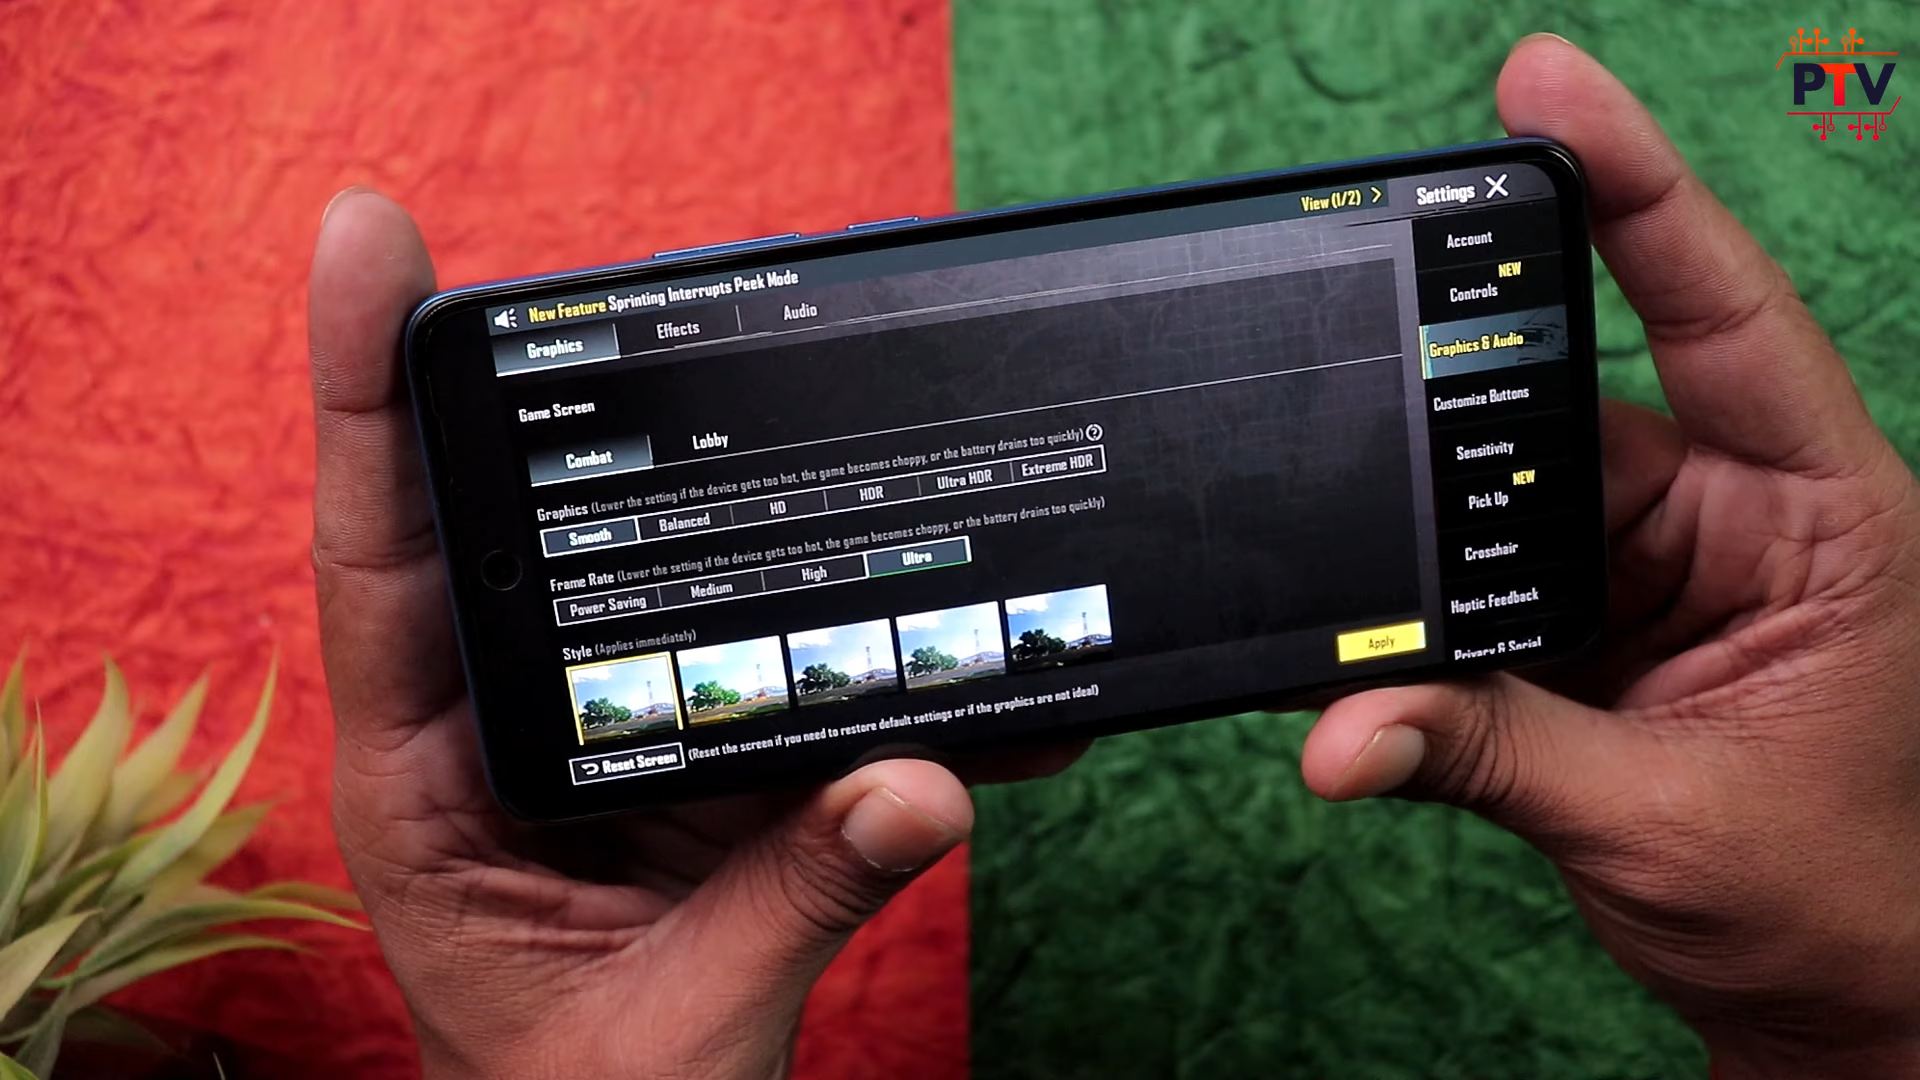 PTV
View (1/2) >
Settings X
New Feature Sprinting Interrupts Peek Mode
Graphics
Effects
Audio
Game Screen
Combat
Lobby
Graphics (Lower the setting if the device gets too hot, the game becomes choppy, or the battery drains too quickly) ?
Smooth Balanced HD HDR Ultra HDR Extreme HDR
Frame Rate (Lower the setting if the device gets too hot, the game becomes choppy, or the battery drains too quickly)
Power Saving Medium High Ultra
Style (Applies immediately)
Reset Screen (Reset the screen if you need to restore default settings or if the graphics are not ideal)
Apply
Account
NEW
Controls
Graphics & Audio
Customize Buttons
Sensitivity
NEW
Pick Up
Crosshair
Haptic Feedback
Privacy & Social